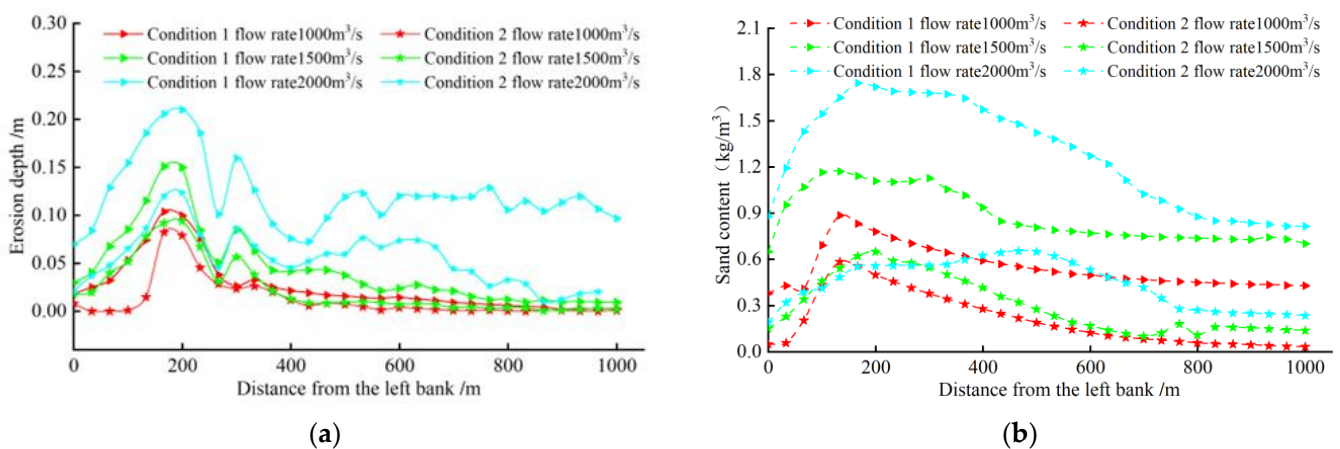 Condition 1 flow rate1000m³/s Condition 2 flow rate1000m³/s
Condition 1 flow rate1500m³/s Condition 2 flow rate1500m³/s
Condition 1 flow rate2000m³/s Condition 2 flow rate2000m³/s
Erosion depth /m
0.30
0.25
0.20
0.15
0.10
0.05
0.00
0 200 400 600 800 1000
Distance from the left bank /m
(a)
Condition 1 flow rate1000m³/s Condition 2 flow rate1000m³/s
Condition 1 flow rate1500m³/s Condition 2 flow rate1500m³/s
Condition 1 flow rate2000m³/s Condition 2 flow rate2000m³/s
Sand content（kg/m³）
2.1
1.8
1.5
1.2
0.9
0.6
0.3
0.0
0 200 400 600 800 1000
Distance from the left bank /m
(b)